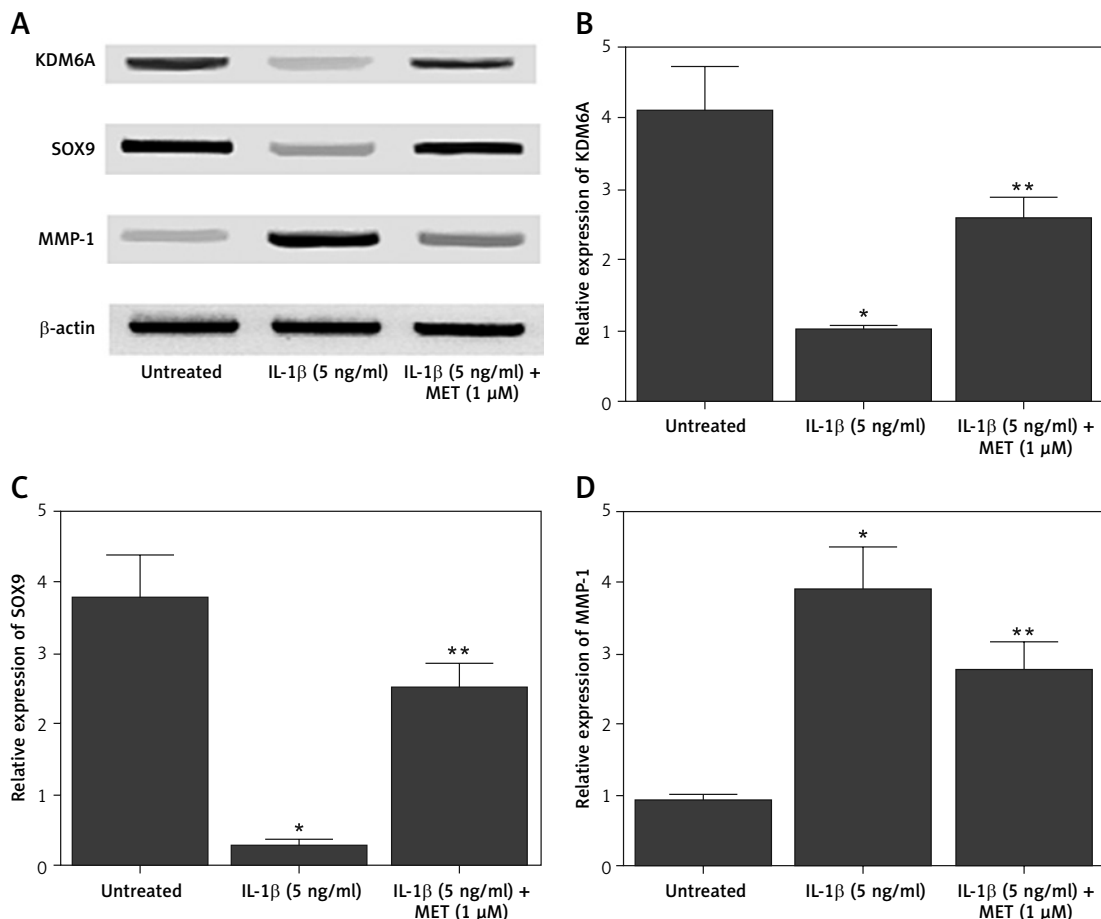 A
KDM6A
SOX9
MMP-1
β-actin
Untreated
IL-1β (5 ng/ml)
IL-1β (5 ng/ml) +
MET (1 μM)
B
Relative expression of KDM6A
5
4
3
2
1
0
**
*
Untreated
IL-1β (5 ng/ml)
IL-1β (5 ng/ml) +
MET (1 μM)
C
Relative expression of SOX9
5
4
3
2
1
0
**
*
Untreated
IL-1β (5 ng/ml)
IL-1β (5 ng/ml) +
MET (1 μM)
D
Relative expression of MMP-1
5
4
3
2
1
0
*
**
Untreated
IL-1β (5 ng/ml)
IL-1β (5 ng/ml) +
MET (1 μM)